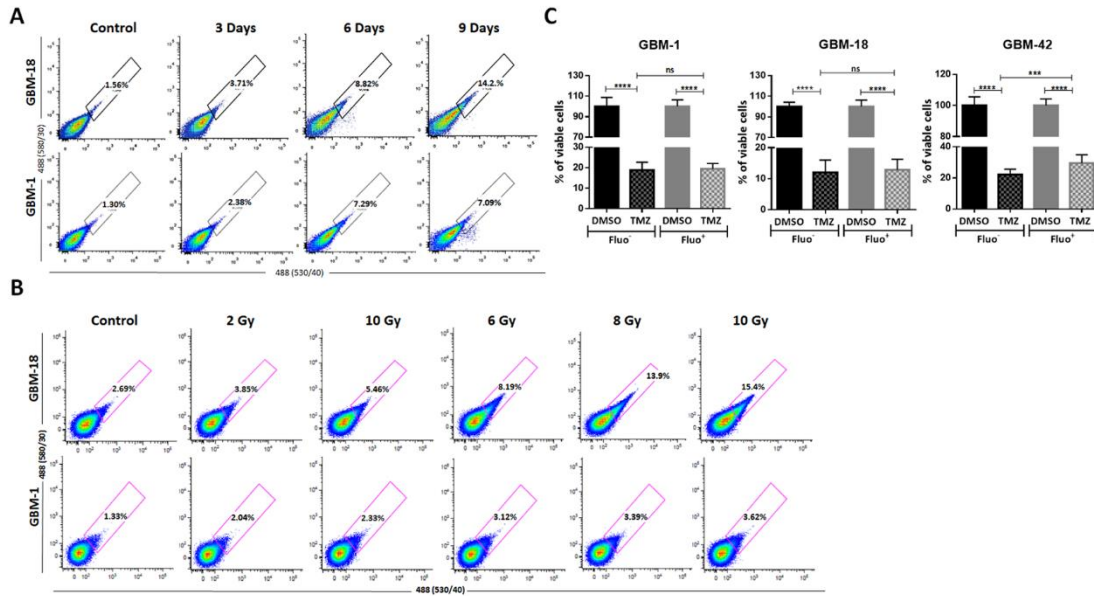 A
Control 3 Days 6 Days 9 Days
GBM-18
1.56% 3.71% 8.82% 14.2.%
488 (580/30)
GBM-1
1.30% 2.38% 7.29% 7.09%
488 (530/40)
B
Control 2 Gy 10 Gy 6 Gy 8 Gy 10 Gy
GBM-18
2.69% 3.85% 5.46% 8.19% 13.9% 15.4%
488 (580/30)
GBM-1
1.33% 2.04% 2.33% 3.12% 3.39% 3.62%
488 (530/40)
C
GBM-1
% of viable cells
130
110
90
30
20
10
0
ns
**** ****
DMSO TMZ DMSO TMZ
Fluo- Fluo+
GBM-18
% of viable cells
130
110
90
70
20
10
0
ns
**** ****
DMSO TMZ DMSO TMZ
Fluo- Fluo+
GBM-42
% of viable cells
120
100
80
40
20
0
***
**** ****
DMSO TMZ DMSO TMZ
Fluo- Fluo+